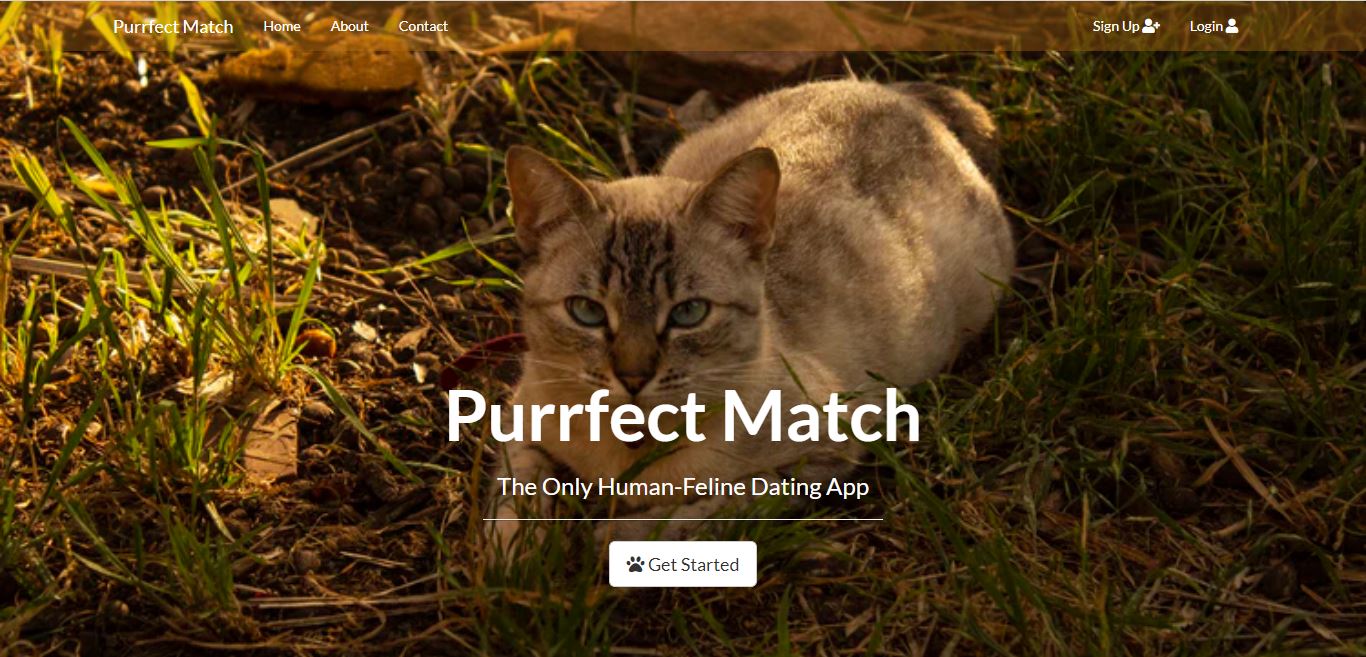 Purrfect Match Home About Contact Sign Up Login
Purrfect Match
The Only Human-Feline Dating App
Get Started